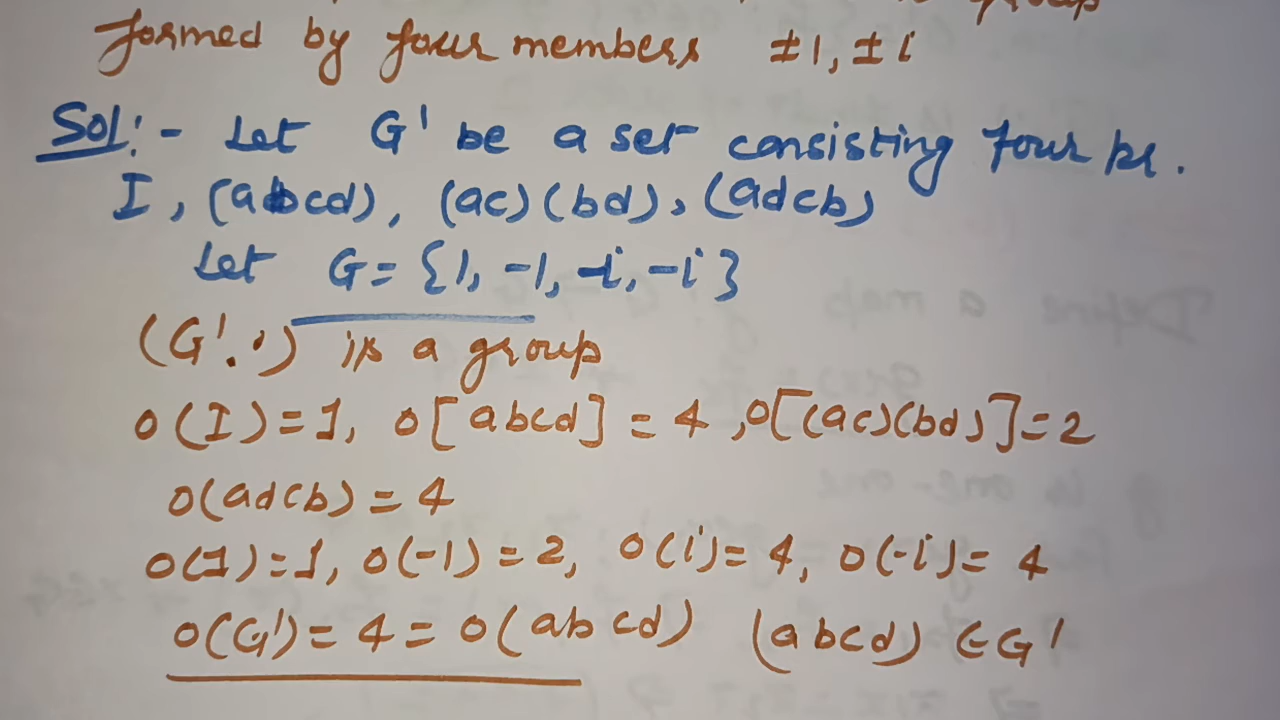 group
formed by four members ±1, ±i
Sol:- Let G' be a set consisting four
I, (abcd), (ac)(bd), (adcb)
Let G = {1, -1, -i, -i}
(G'.') is a group
o(I)=1, o[abcd] = 4, o[(ac)(bd)]=2
o(adcb) = 4
o(1)=1, o(-1)=2, o(i)=4, o(-i)=4
o(G')= 4 = o(abcd) (abcd) ∈ G'